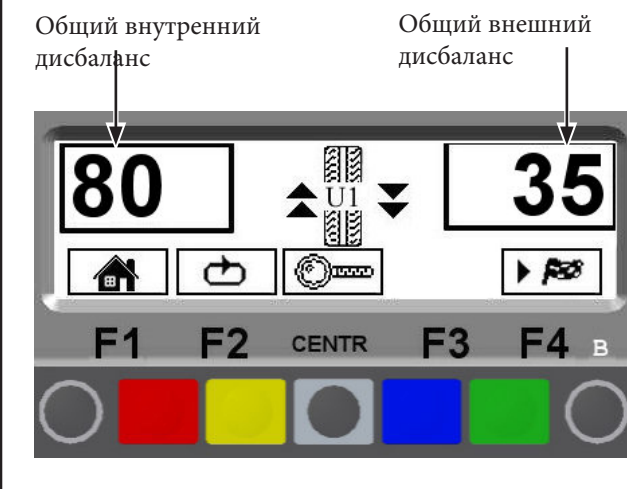 Общий внутренний
дисбаланс
Общий внешний
дисбаланс
80
U1
35
F1 F2 CENTR F3 F4 B